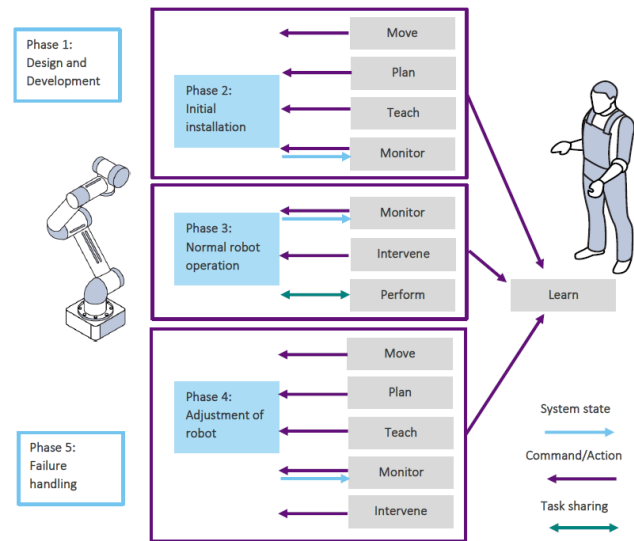 Phase 1:
Design and
Development
Move
Plan
Phase 2:
Initial
installation
Teach
Monitor
Monitor
Phase 3:
Normal robot
operation
Intervene
Perform
Learn
Move
Plan
Phase 4:
Adjustment of
robot
Teach
Monitor
Intervene
Phase 5:
Failure
handling
System state
Command/Action
Task sharing